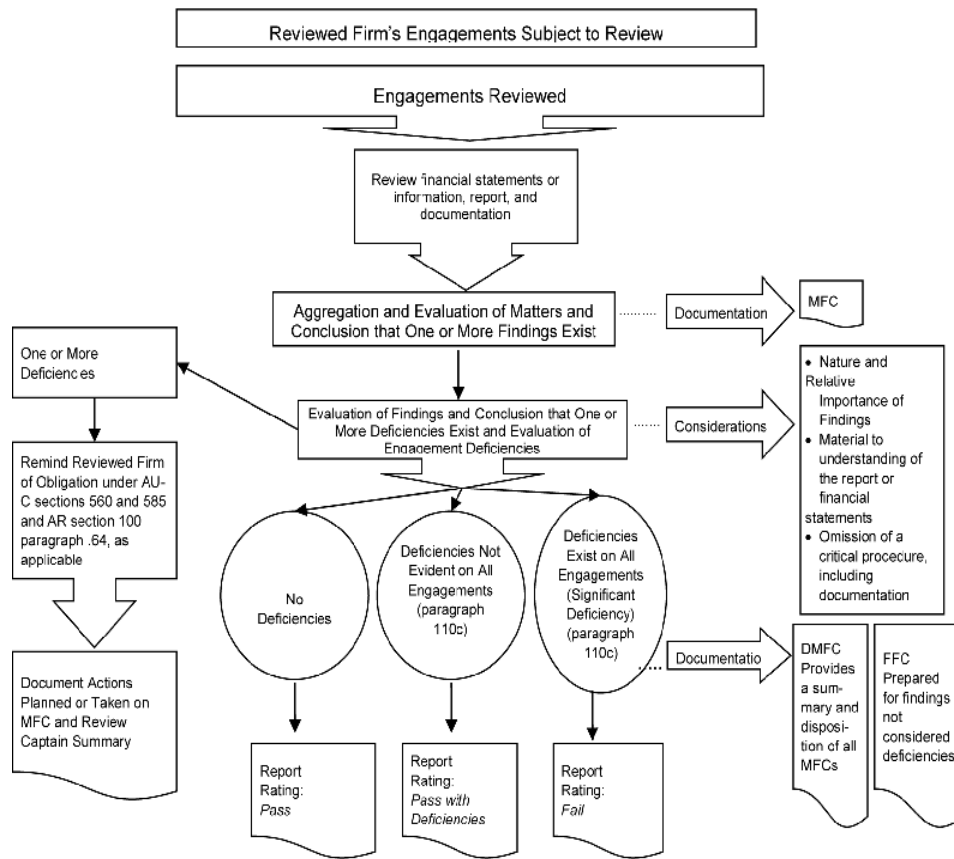 Reviewed Firm's Engagements Subject to Review
Engagements Reviewed
Review financial statements or
information, report, and
documentation
Aggregation and Evaluation of Matters and
Conclusion that One or More Findings Exist
Documentation
MFC
One or More
Deficiencies
Evaluation of Findings and Conclusion that One or
More Deficiencies Exist and Evaluation of
Engagement Deficiencies
Considerations
• Nature and
Relative
Importance of
Findings
• Material to
understanding of
the report or
financial
statements
• Omission of a
critical procedure,
including
documentation
Remind Reviewed Firm
of Obligation under AU-
C sections 560 and 585
and AR section 100
paragraph .64, as
applicable
No
Deficiencies
Deficiencies Not
Evident on All
Engagements
(paragraph
110c)
Deficiencies
Exist on All
Engagements
(Significant
Deficiency)
(paragraph
110c)
Documentatio
DMFC
Provides
a sum-
mary and
disposi-
tion of all
MFCs
FFC
Prepared
for findings
not
considered
deficiencies
Document Actions
Planned or Taken on
MFC and Review
Captain Summary
Report
Rating:
Pass
Report
Rating:
Pass with
Deficiencies
Report
Rating:
Fail